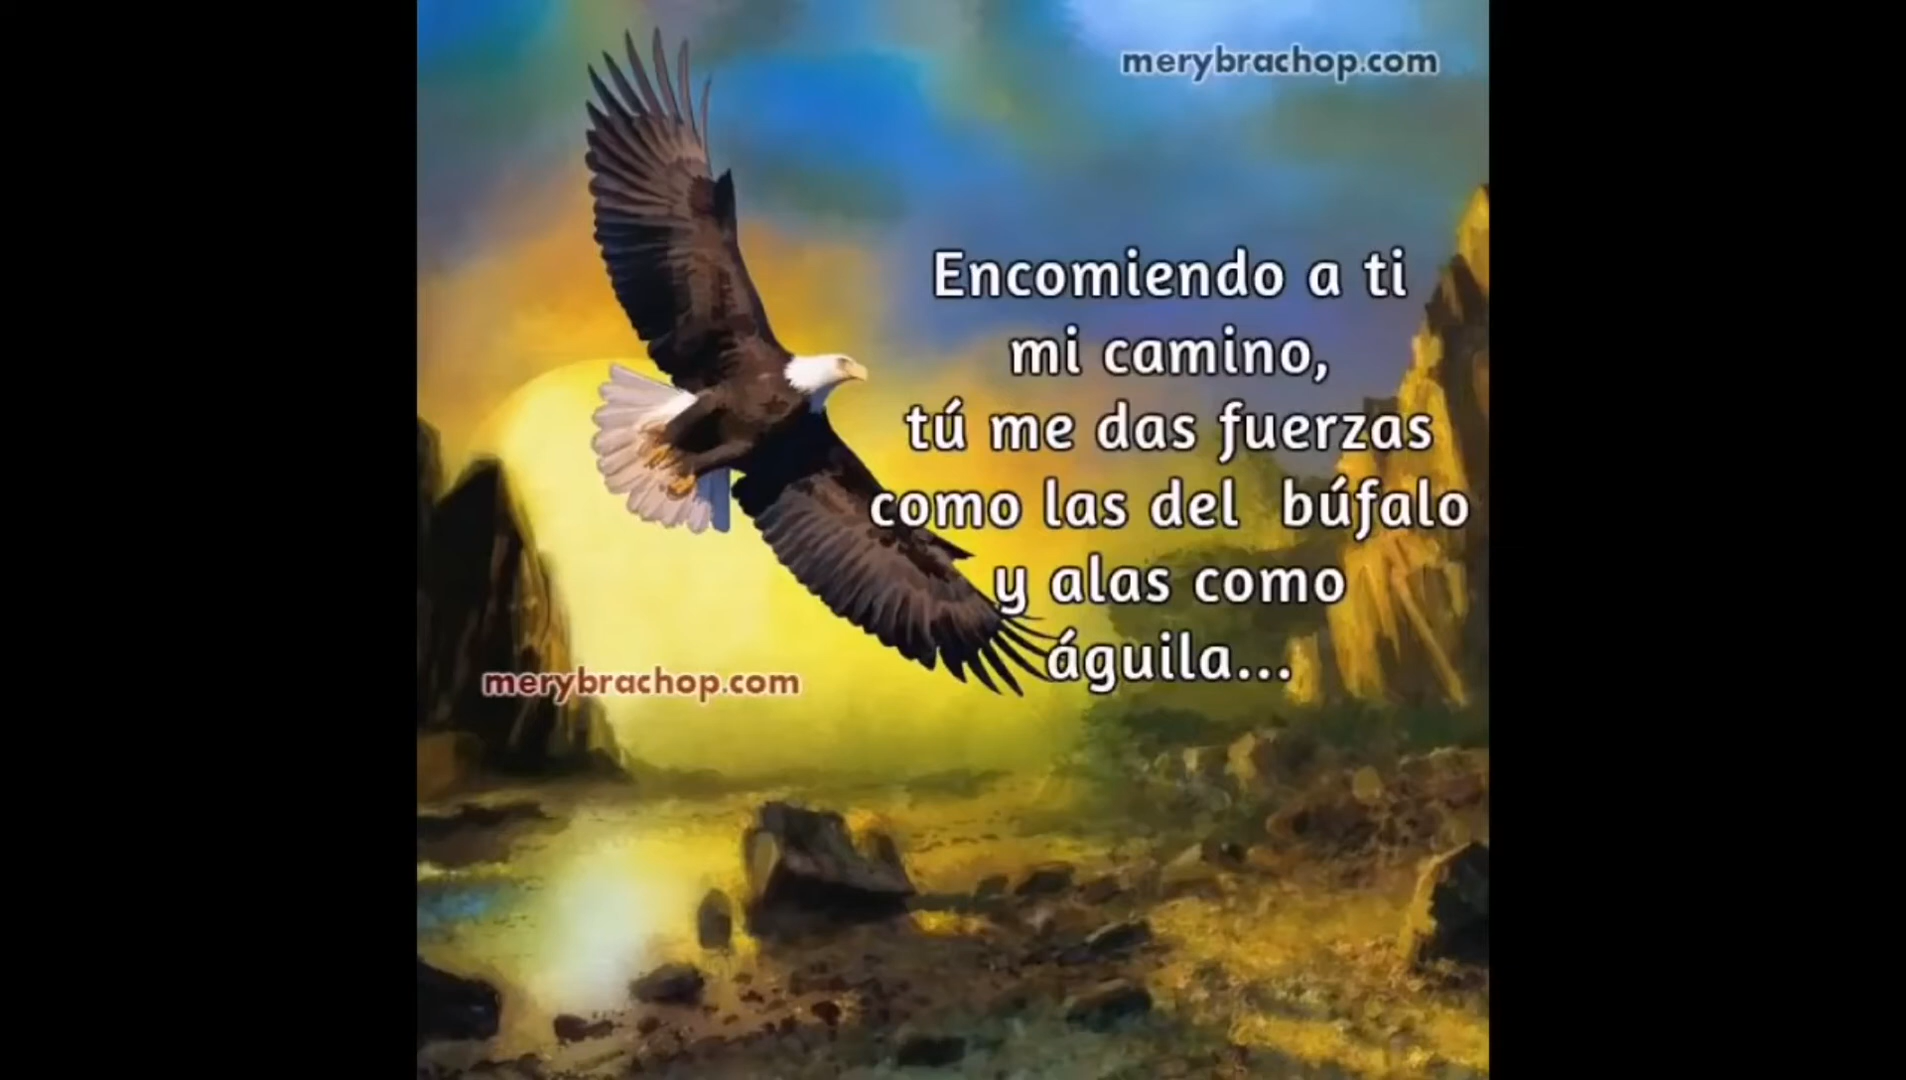 merybrachop.com
Encomiendo a ti
mi camino,
tú me das fuerzas
como las del búfalo
y alas como
águila...
merybrachop.com